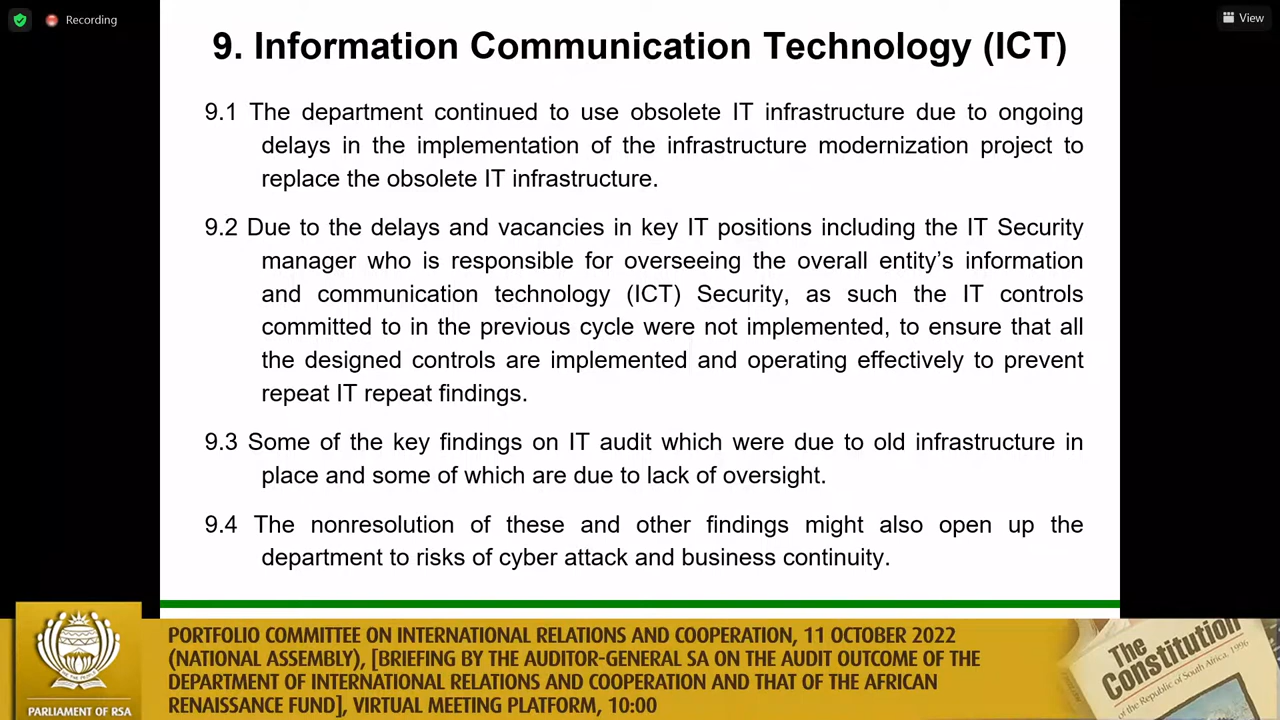 Recording
View
9. Information Communication Technology (ICT)
9.1 The department continued to use obsolete IT infrastructure due to ongoing
delays in the implementation of the infrastructure modernization project to
replace the obsolete IT infrastructure.
9.2 Due to the delays and vacancies in key IT positions including the IT Security
manager who is responsible for overseeing the overall entity’s information
and communication technology (ICT) Security, as such the IT controls
committed to in the previous cycle were not implemented, to ensure that all
the designed controls are implemented and operating effectively to prevent
repeat IT repeat findings.
9.3 Some of the key findings on IT audit which were due to old infrastructure in
place and some of which are due to lack of oversight.
9.4 The nonresolution of these and other findings might also open up the
department to risks of cyber attack and business continuity.
PARLIAMENT OF RSA
PORTFOLIO COMMITTEE ON INTERNATIONAL RELATIONS AND COOPERATION, 11 OCTOBER 2022
(NATIONAL ASSEMBLY), [BRIEFING BY THE AUDITOR-GENERAL SA ON THE AUDIT OUTCOME OF THE
DEPARTMENT OF INTERNATIONAL RELATIONS AND COOPERATION AND THAT OF THE AFRICAN
RENAISSANCE FUND], VIRTUAL MEETING PLATFORM, 10:00
The
Constitution
of the Republic of South Africa, 1996